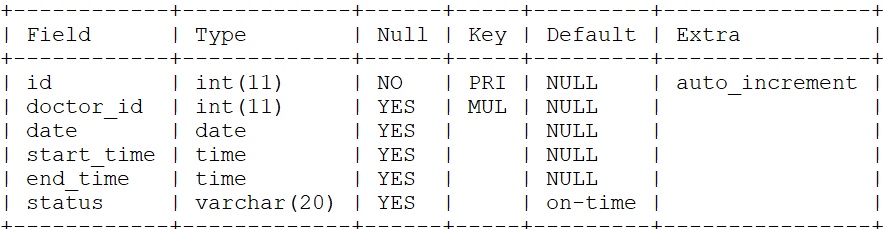 +------------+-------------+------+-----+---------+----------------+
| Field      | Type        | Null | Key | Default | Extra          |
+------------+-------------+------+-----+---------+----------------+
| id         | int(11)     | NO   | PRI | NULL    | auto_increment |
| doctor_id  | int(11)     | YES  | MUL | NULL    |                |
| date       | date        | YES  |     | NULL    |                |
| start_time | time        | YES  |     | NULL    |                |
| end_time   | time        | YES  |     | NULL    |                |
| status     | varchar(20) | YES  |     | on-time |                |
+------------+-------------+------+-----+---------+----------------+